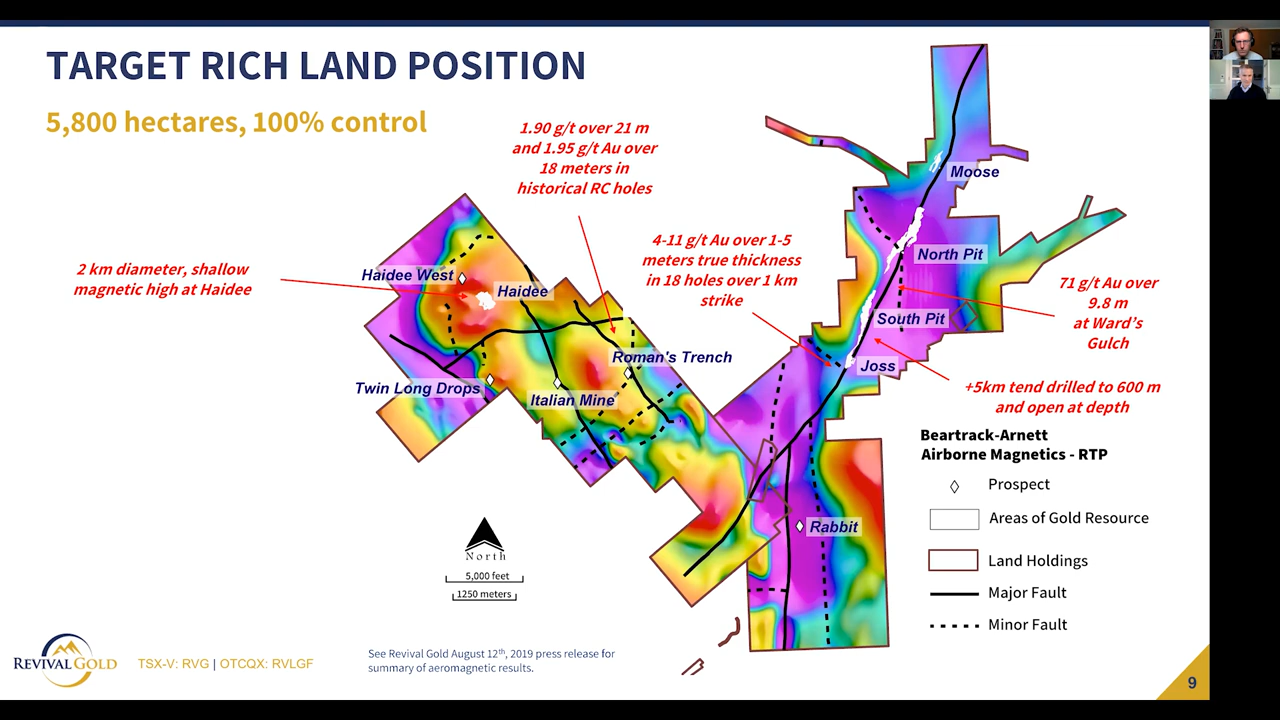 TARGET RICH LAND POSITION
5,800 hectares, 100% control
1.90 g/t over 21 m
and 1.95 g/t Au over
18 meters in
historical RC holes
4-11 g/t Au over 1-5
meters true thickness
in 18 holes over 1 km
strike
2 km diameter, shallow
magnetic high at Haidee
71 g/t Au over
9.8 m
at Ward's
Gulch
+5km tend drilled to 600 m
and open at depth
Moose
North Pit
South Pit
Joss
Haidee West
Haidee
Roman's Trench
Twin Long Drops
Italian Mine
Rabbit
Beartrack-Arnett
Airborne Magnetics - RTP
Prospect
Areas of Gold Resource
Land Holdings
Major Fault
Minor Fault
North
5,000 feet
1250 meters
REVIVAL GOLD
TSX-V: RVG | OTCQX: RVLGF
See Revival Gold August 12th, 2019 press release for
summary of aeromagnetic results.
9